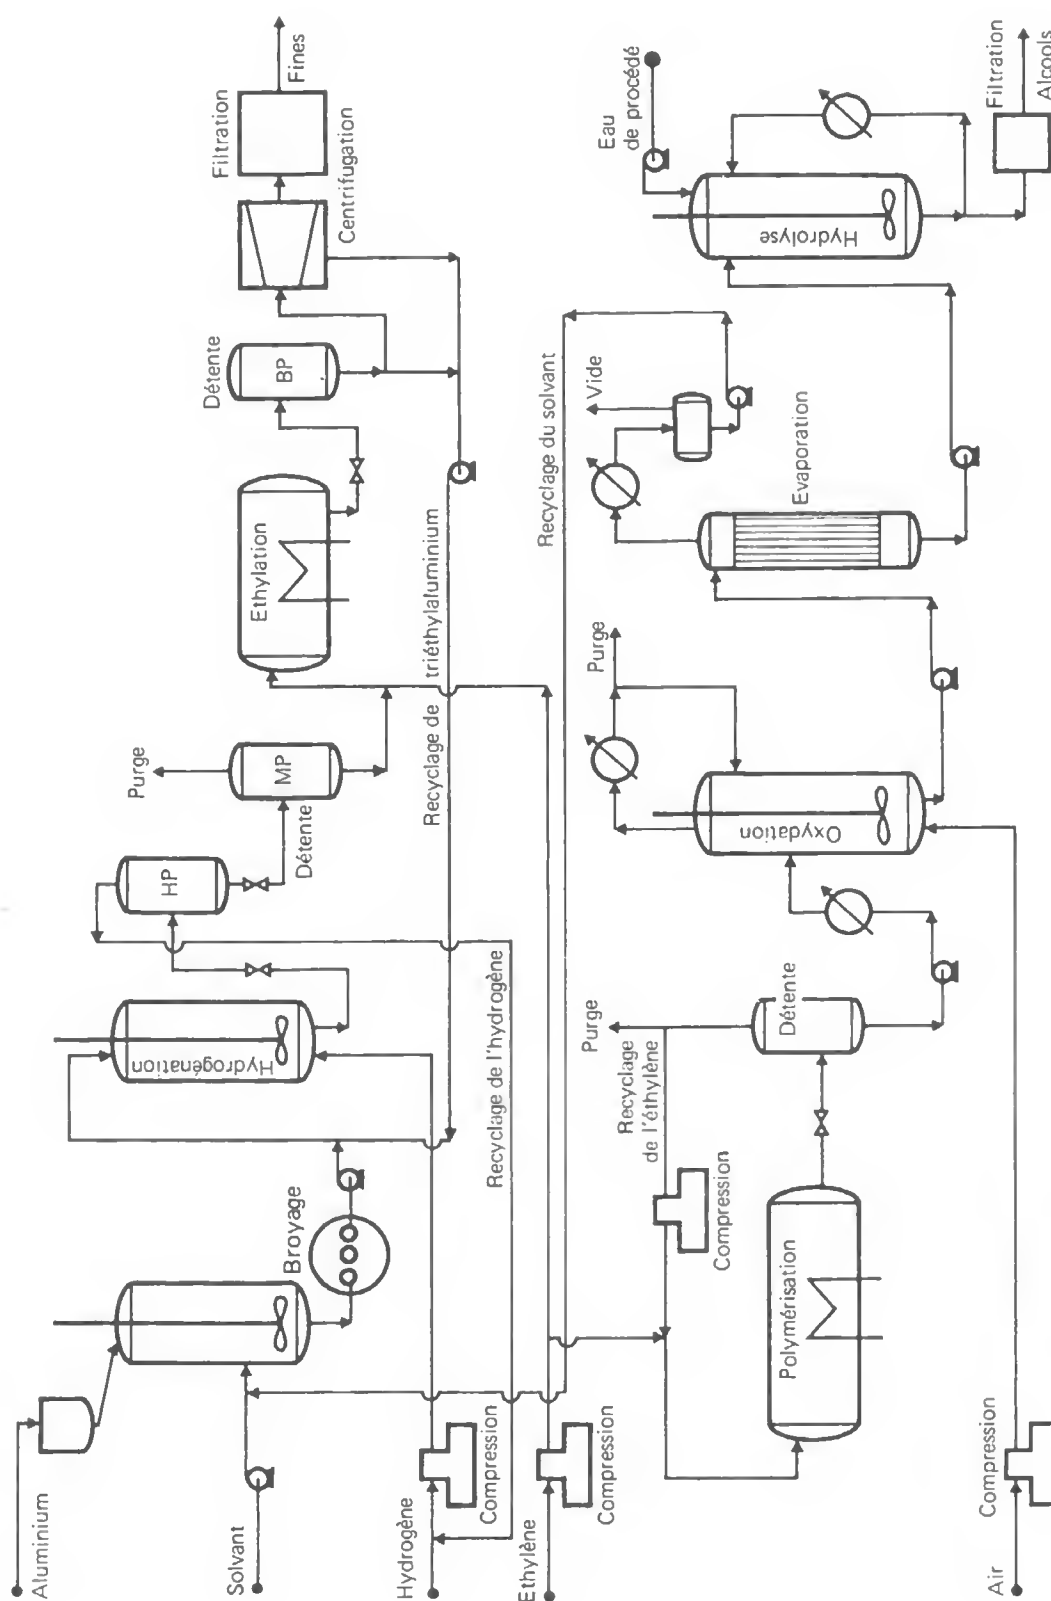 Aluminium
Solvant
Hydrogène
Compression
Ethylène
Compression
Broyage
Hydrogénation
Recyclage de l'hydrogène
HP
Détente
MP
Purge
Recyclage de
triéthylaluminium
Ethylation
Détente
BP
Centrifugation
Filtration
Fines
Air
Compression
Polymérisation
Compression
Recyclage
de l'éthylène
Purge
Détente
Oxydation
Purge
Recyclage du solvant
Vide
Evaporation
Eau
de procédé
Hydrolyse
Filtration
Alcools